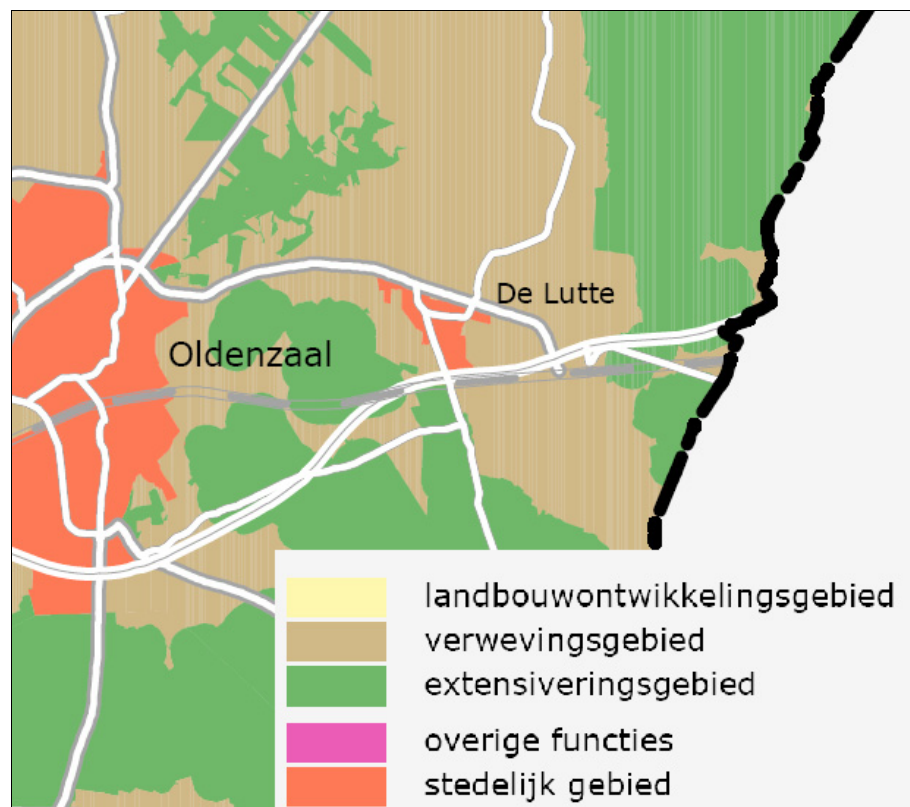 De Lutte
Oldenzaal
landbouwontwikkelingsgebied
verwevingsgebied
extensiveringsgebied
overige functies
stedelijk gebied